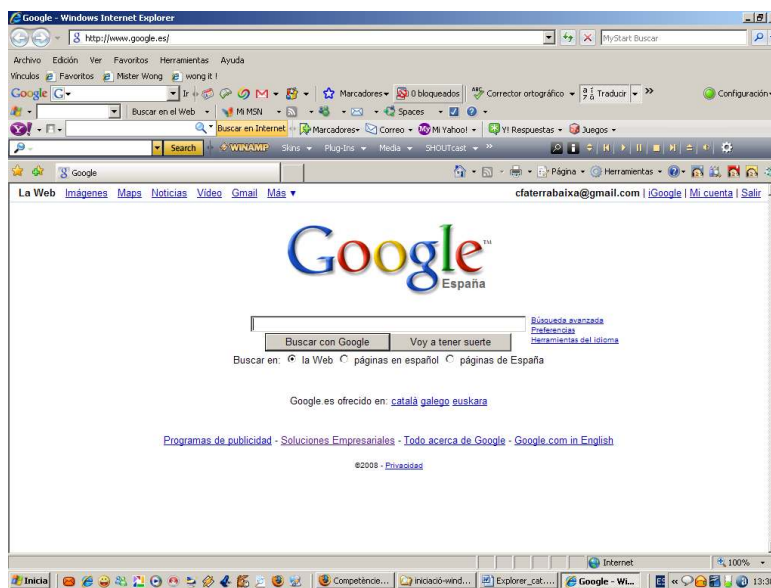 Google - Windows Internet Explorer
http://www.google.es/ MyStart Buscar
Archivo Edición Ver Favoritos Herramientas Ayuda
Vínculos Favoritos Mister Wong wong it !
Google G Ir Marcadores 0 bloqueados Corrector ortográfico Traducir » Configuración
Buscar en el Web Mi MSN Spaces
Y! Buscar en Internet Marcadores Correo Mi Yahoo! Y! Respuestas Juegos
Search WINAMP Skins Plug-Ins Media SHOUTcast »
Google Página Herramientas
La Web Imágenes Maps Noticias Vídeo Gmail Más ▼ cfaterrabaixa@gmail.com | iGoogle | Mi cuenta | Salir
Google™
España
Búsqueda avanzada
Preferencias
Herramientas del idioma
Buscar con Google Voy a tener suerte
Buscar en: la Web páginas en español páginas de España
Google.es ofrecido en: català galego euskara
Programas de publicidad - Soluciones Empresariales - Todo acerca de Google - Google.com in English
©2008 - Privacidad
Internet 100%
Inicia Competèncie... iniciació-wind... Explorer_cat.... Google - Wi... «